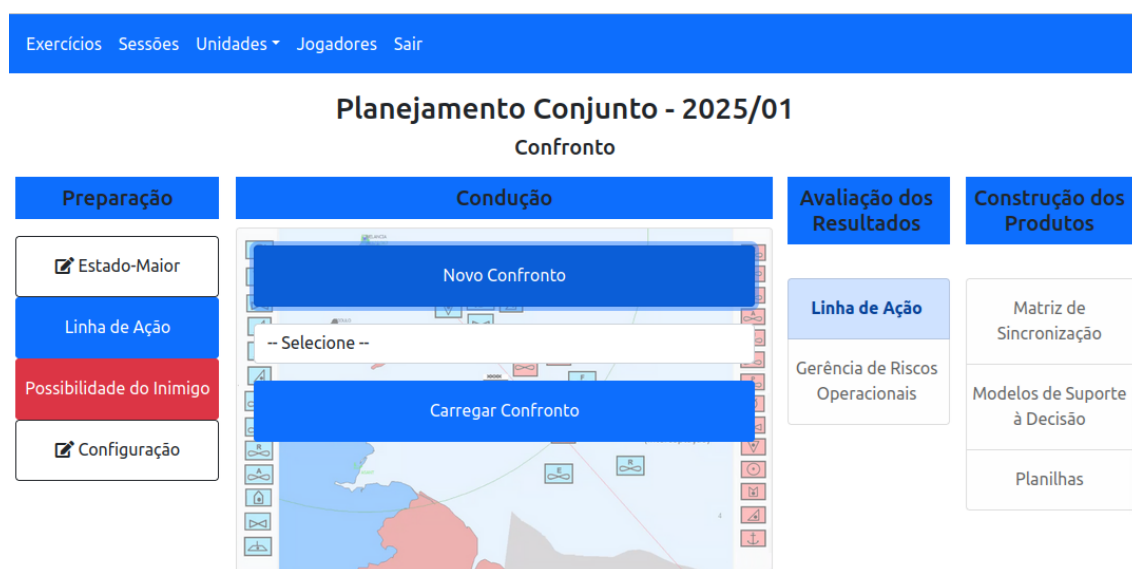 Exercícios Sessões Unidades Jogadores Sair
Planejamento Conjunto - 2025/01
Confronto
Preparação
Estado-Maior
Linha de Ação
Possibilidade do Inimigo
Configuração
Condução
Novo Confronto
-- Selecione --
Carregar Confronto
R
A
F
E
R
A
4
Avaliação dos
Resultados
Linha de Ação
Gerência de Riscos
Operacionais
Construção dos
Produtos
Matriz de
Sincronização
Modelos de Suporte
à Decisão
Planilhas